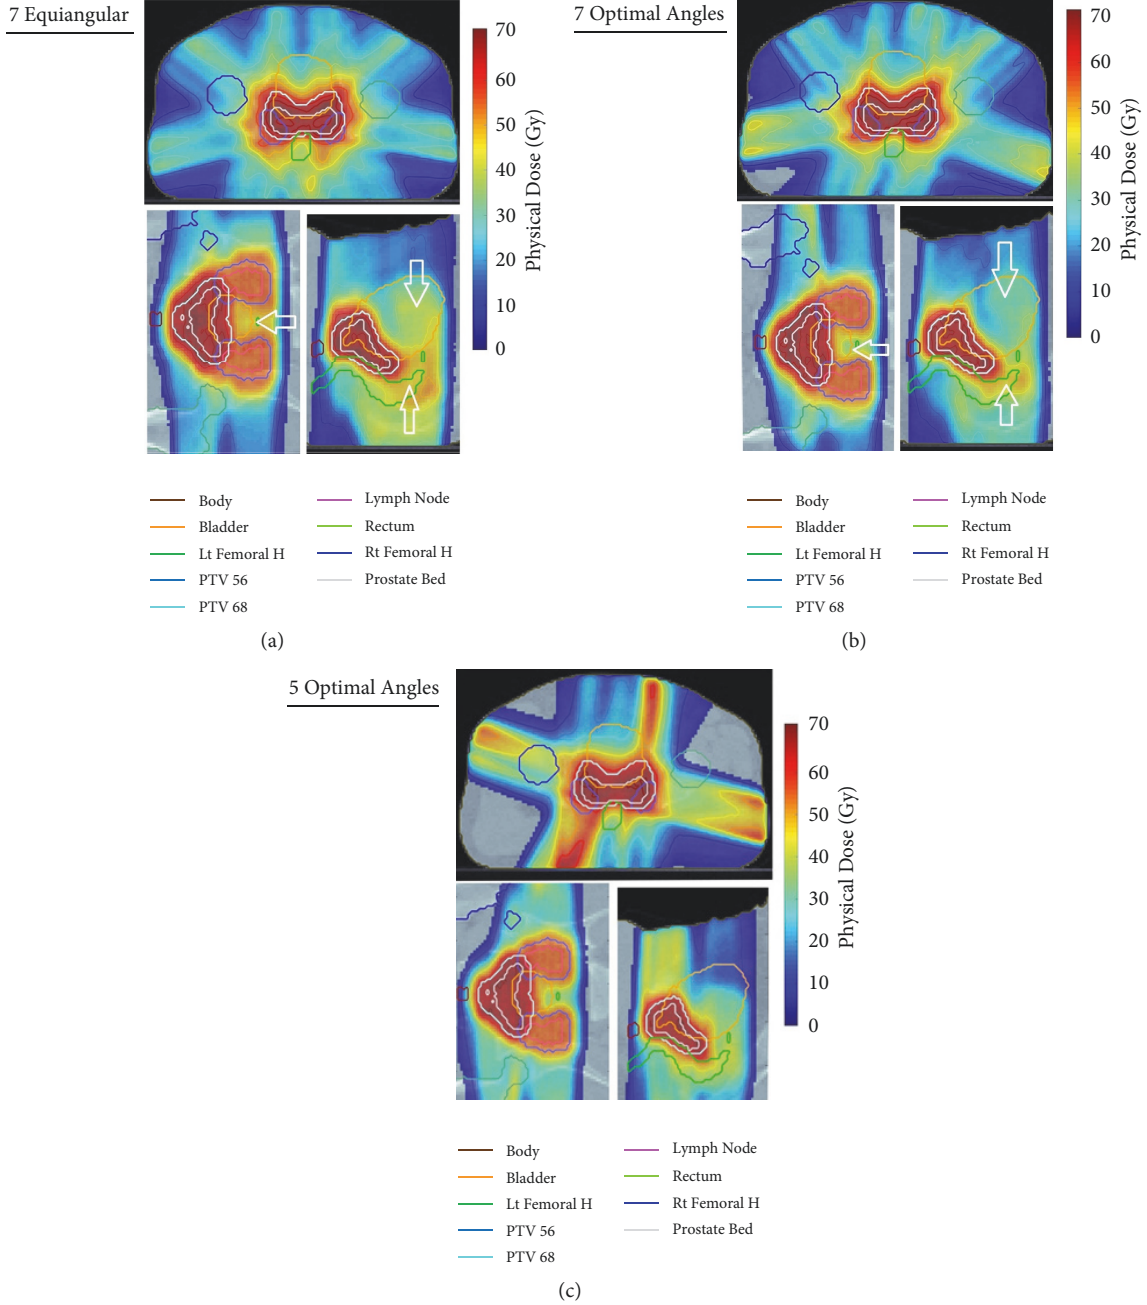 7 Equiangular
70
60
50
40
30
20
10
0
Physical Dose (Gy)
Body
Bladder
Lt Femoral H
PTV 56
PTV 68
Lymph Node
Rectum
Rt Femoral H
Prostate Bed
(a)
7 Optimal Angles
70
60
50
40
30
20
10
0
Physical Dose (Gy)
Body
Bladder
Lt Femoral H
PTV 56
PTV 68
Lymph Node
Rectum
Rt Femoral H
Prostate Bed
(b)
5 Optimal Angles
70
60
50
40
30
20
10
0
Physical Dose (Gy)
Body
Bladder
Lt Femoral H
PTV 56
PTV 68
Lymph Node
Rectum
Rt Femoral H
Prostate Bed
(c)